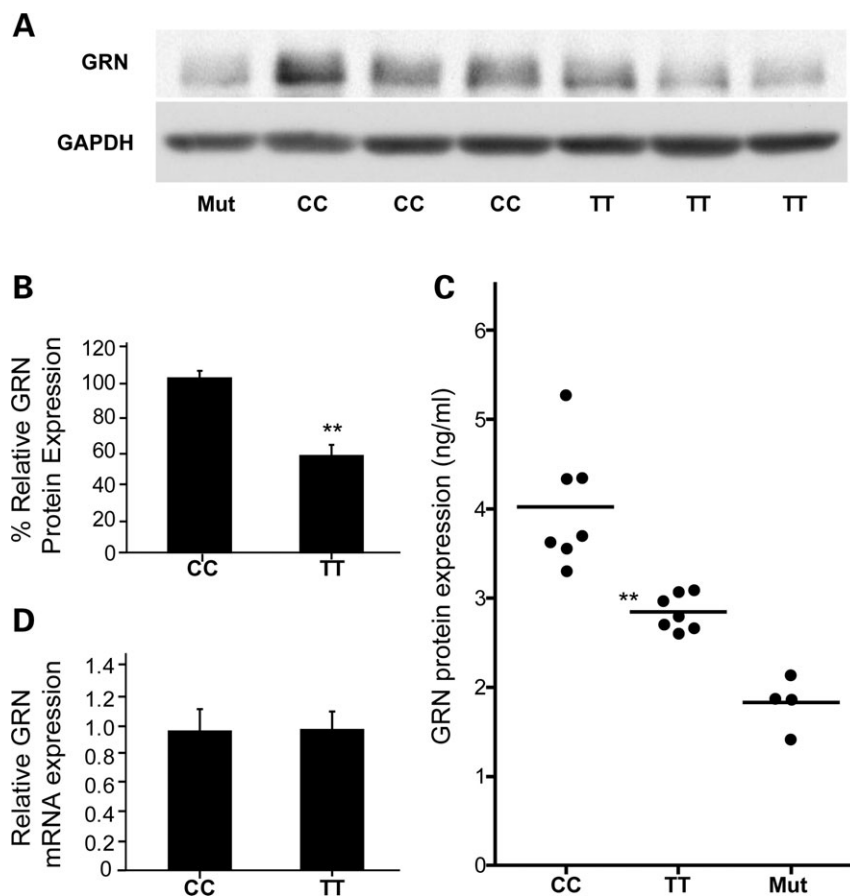 A
GRN
GAPDH
Mut CC CC CC TT TT TT
B
% Relative GRN
Protein Expression
120
100
80
60
40
20
0
**
CC TT
C
GRN protein expression (ng/ml)
6
5
4
3
2
1
0
**
CC TT Mut
D
Relative GRN
mRNA expression
1.4
1.2
1.0
0.8
0.6
0.4
0.2
0
CC TT